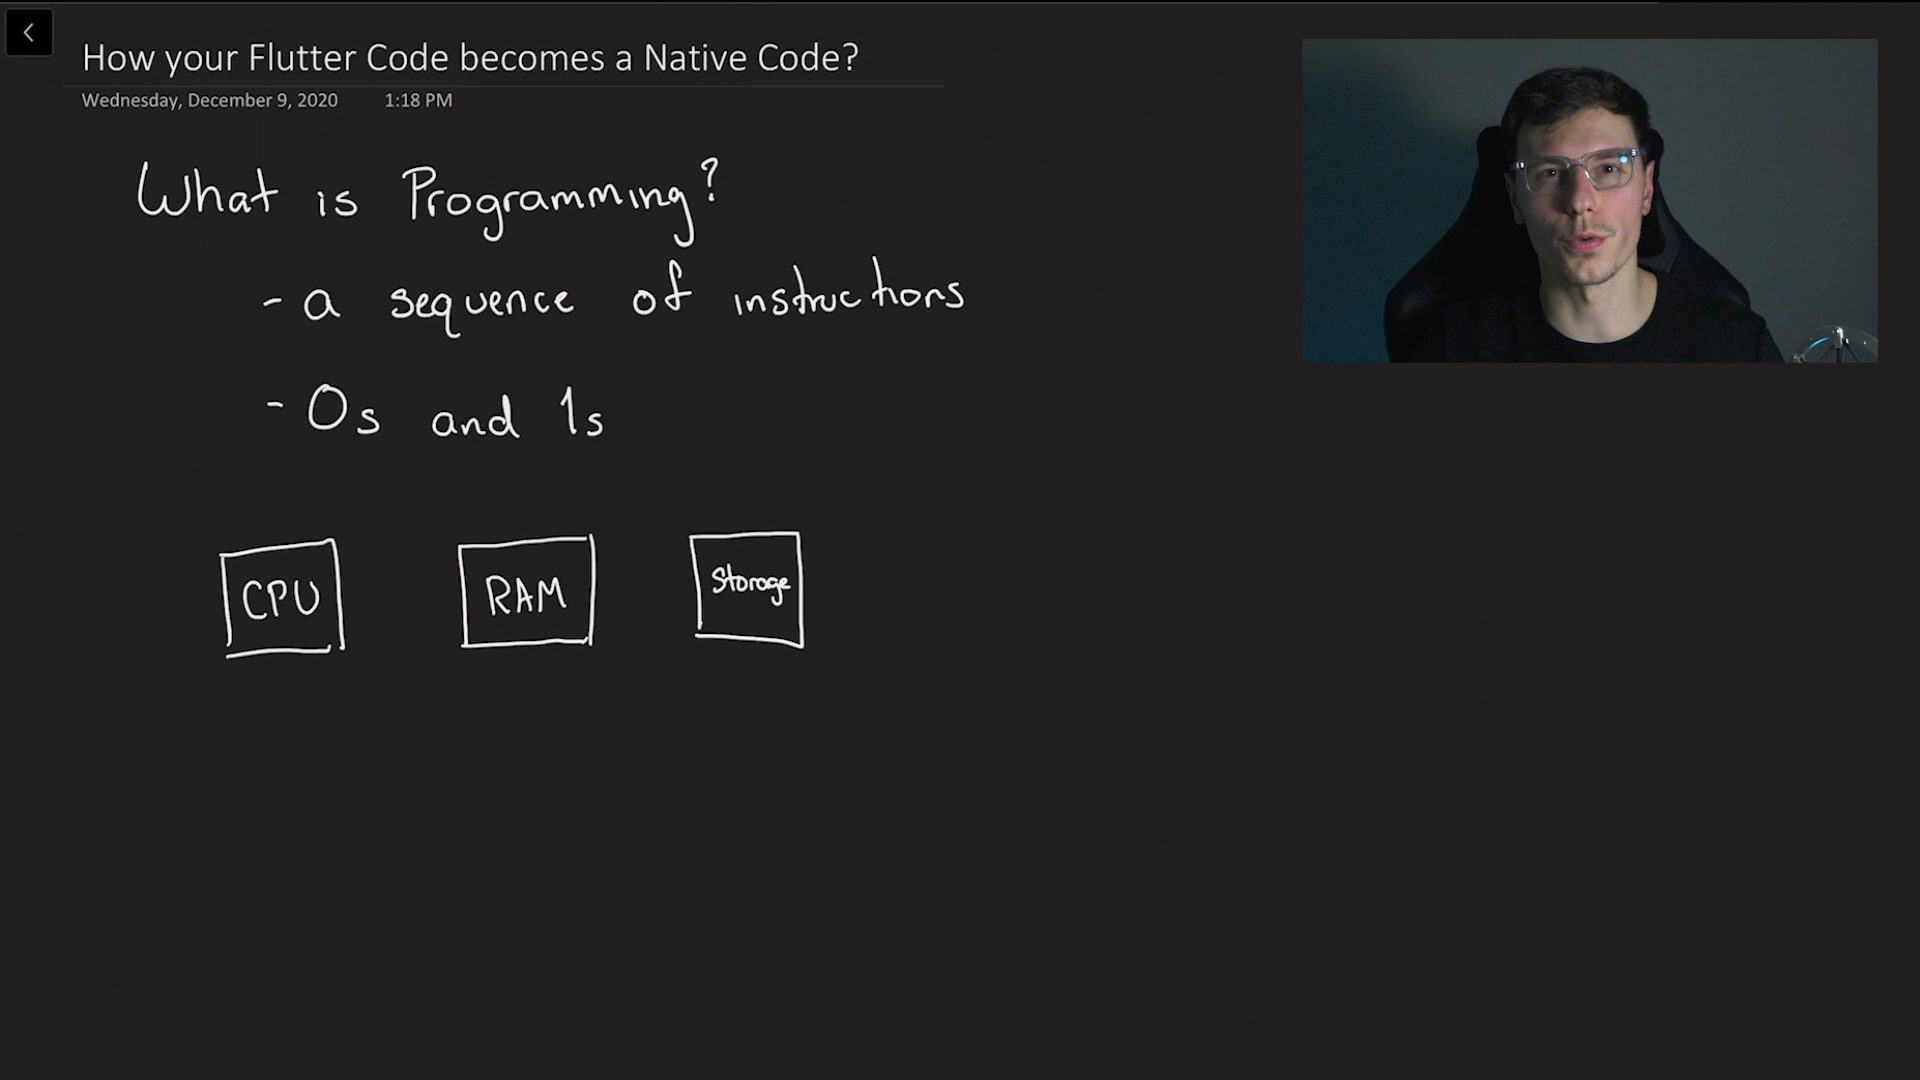 How your Flutter Code becomes a Native Code?
Wednesday, December 9, 2020 1:18 PM
What is Programming?
- a sequence of instructions
- 0s and 1s
CPU RAM Storage